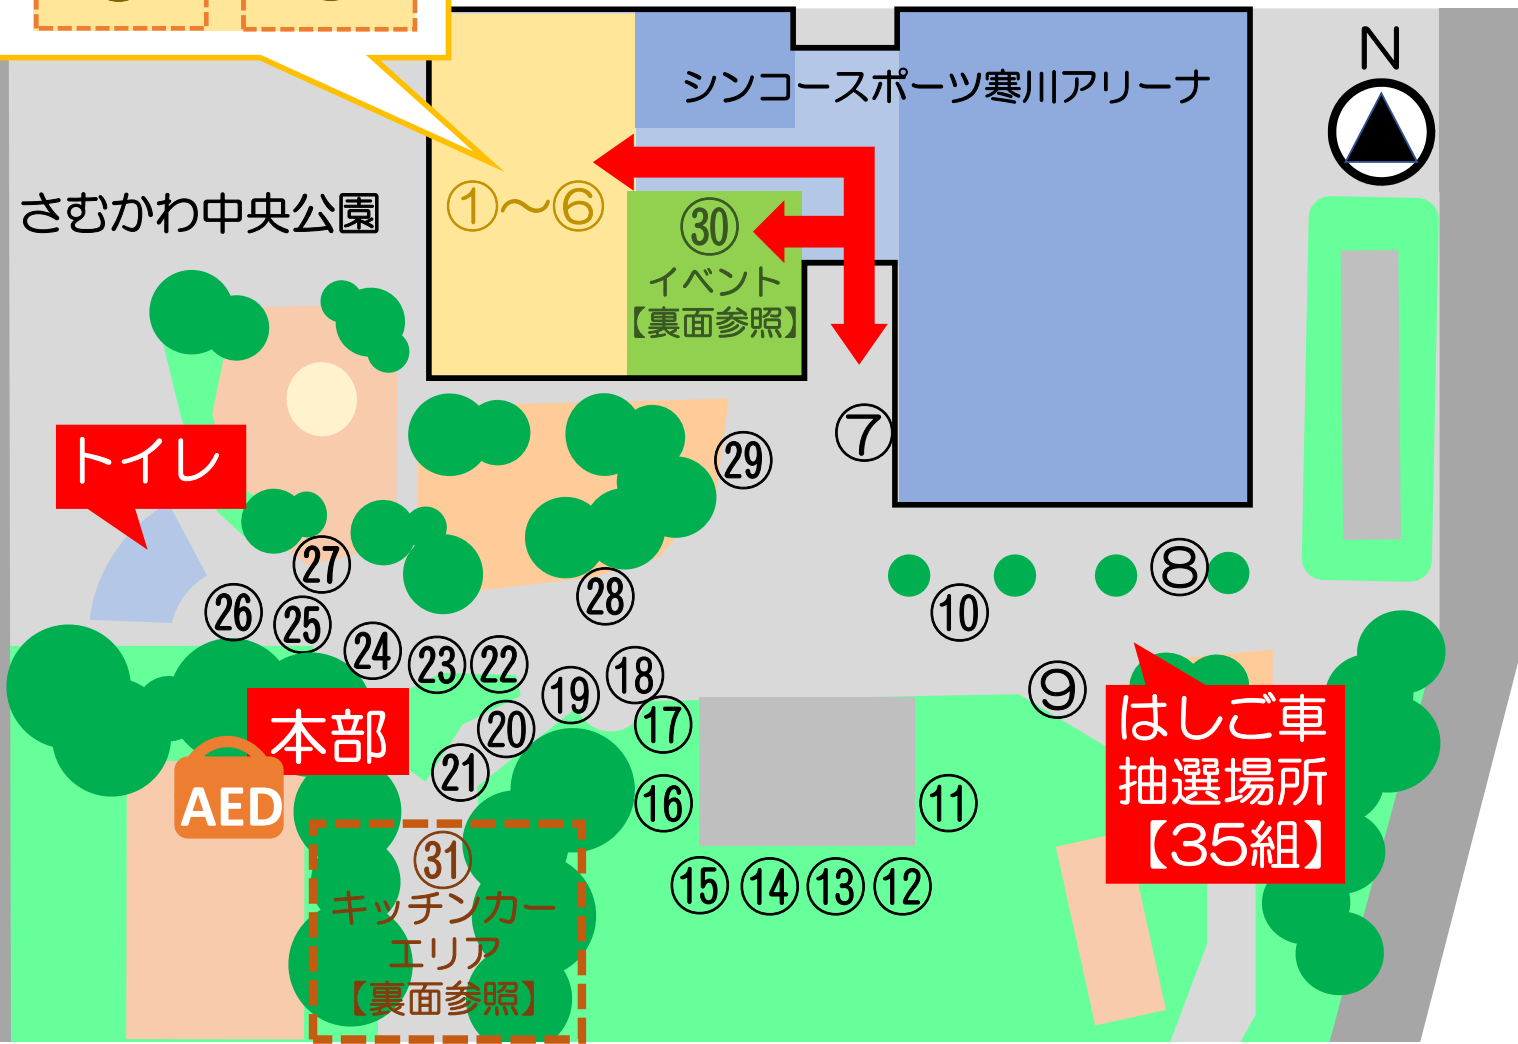 シンコースポーツ寒川アリーナ
N
さむかわ中央公園
①～⑥
㉚
イベント
【裏面参照】
⑦
㉙
トイレ
㉗
㉘
⑧
⑩
㉖
㉕
㉔
㉓
㉒
⑱
⑲
⑨
⑰
⑳
㉑
本部
はしご車
抽選場所
【35組】
AED
⑯
⑪
㉛
キッチンカー
エリア
【裏面参照】
⑮
⑭
⑬
⑫